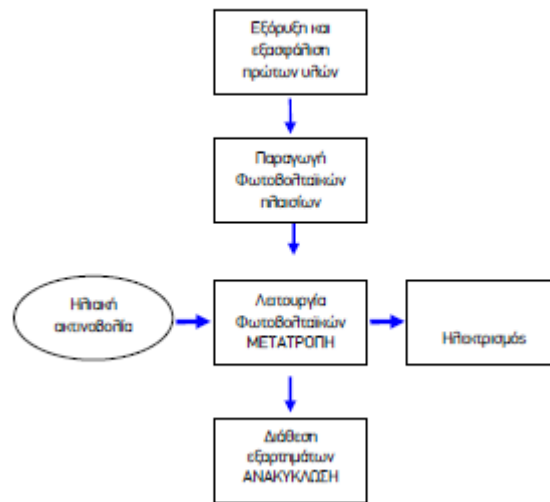 Εξόρυξη και
εξασφάλιση
πρώτων υλών
Παραγωγή
Φωτοβολταϊκών
πλαισίων
Ηλιακή
ακτινοβολία
Λειτουργία
Φωτοβολταϊκών
ΜΕΤΑΤΡΟΠΗ
Ηλεκτρισμός
Διάθεση
εξαρτημάτων
ΑΝΑΚΥΚΛΩΣΗ